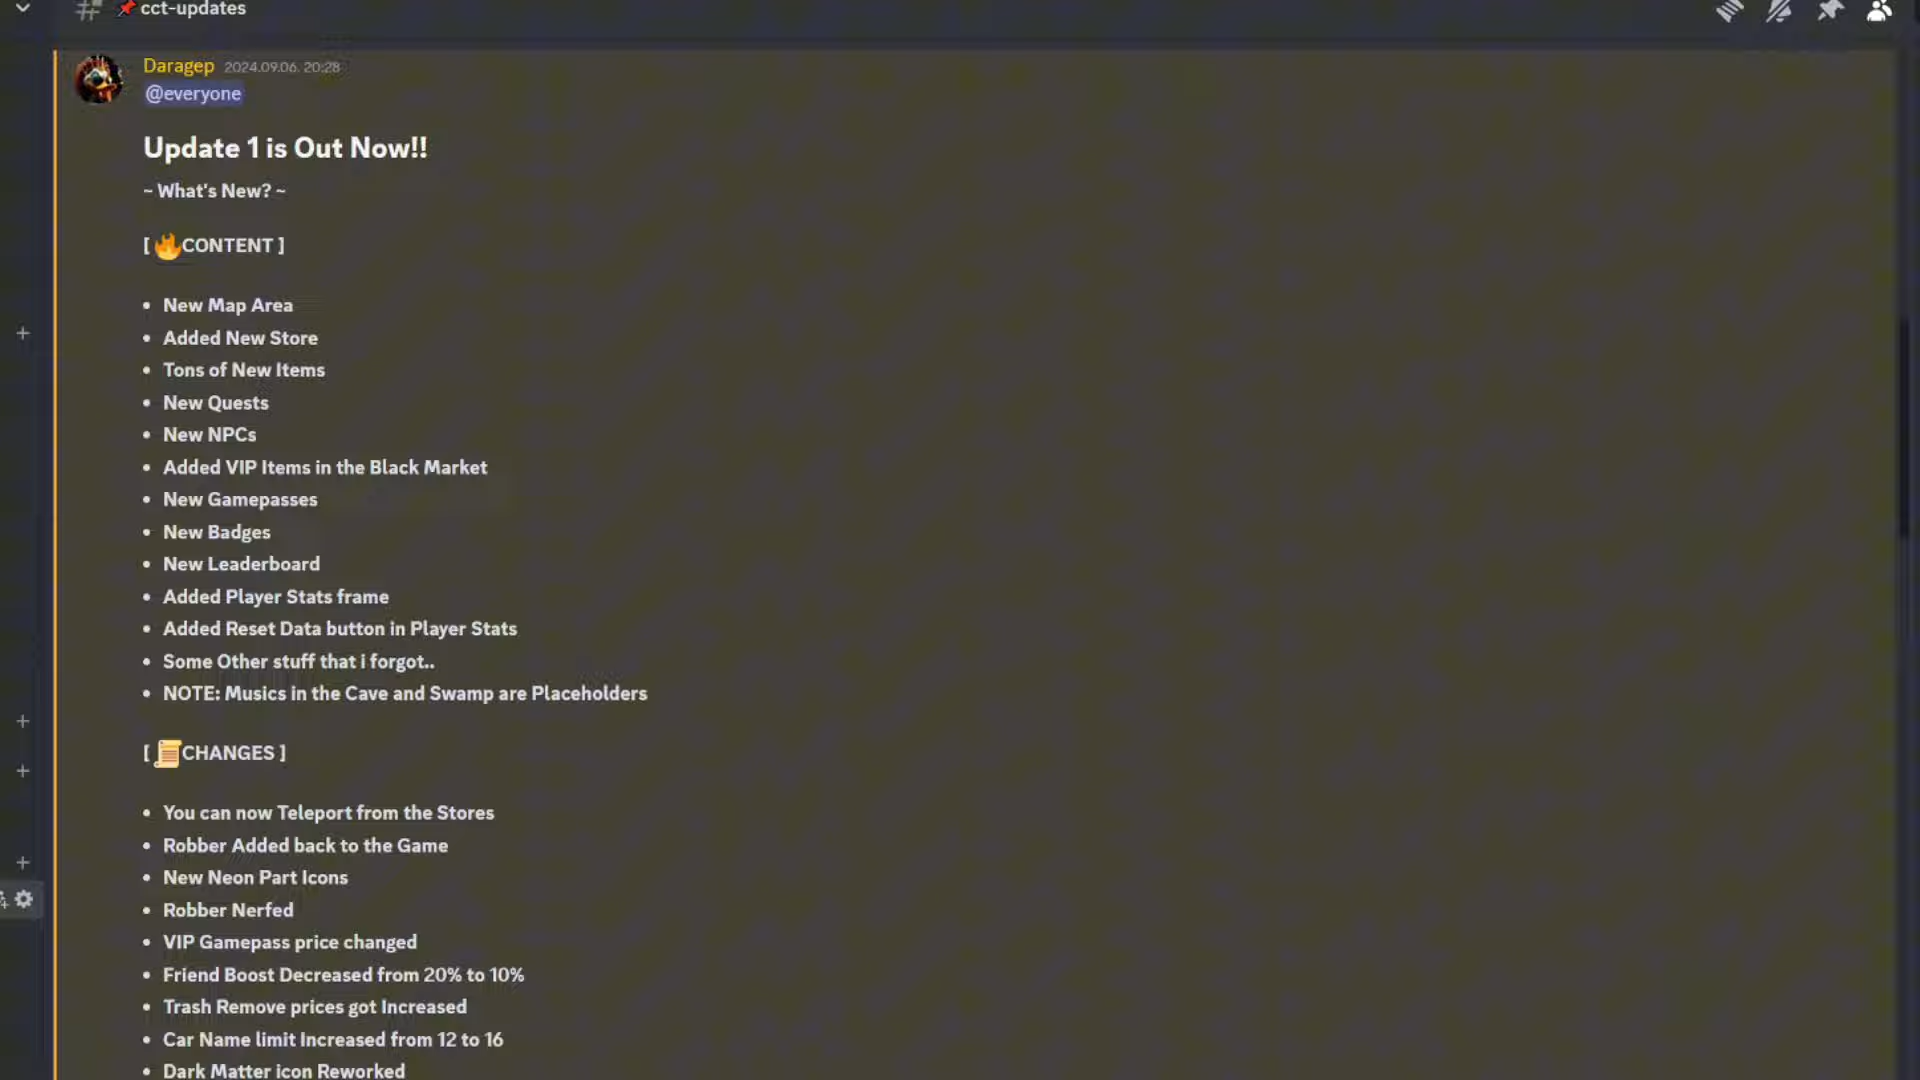 cct-updates
Daragep 2024.09.06. 20:28
@everyone
Update 1 is Out Now!!
~ What's New? ~
[ 🔥CONTENT ]
• New Map Area
• Added New Store
• Tons of New Items
• New Quests
• New NPCs
• Added VIP Items in the Black Market
• New Gamepasses
• New Badges
• New Leaderboard
• Added Player Stats frame
• Added Reset Data button in Player Stats
• Some Other stuff that i forgot..
• NOTE: Musics in the Cave and Swamp are Placeholders
[ 📜CHANGES ]
• You can now Teleport from the Stores
• Robber Added back to the Game
• New Neon Part Icons
• Robber Nerfed
• VIP Gamepass price changed
• Friend Boost Decreased from 20% to 10%
• Trash Remove prices got Increased
• Car Name limit Increased from 12 to 16
• Dark Matter icon Reworked